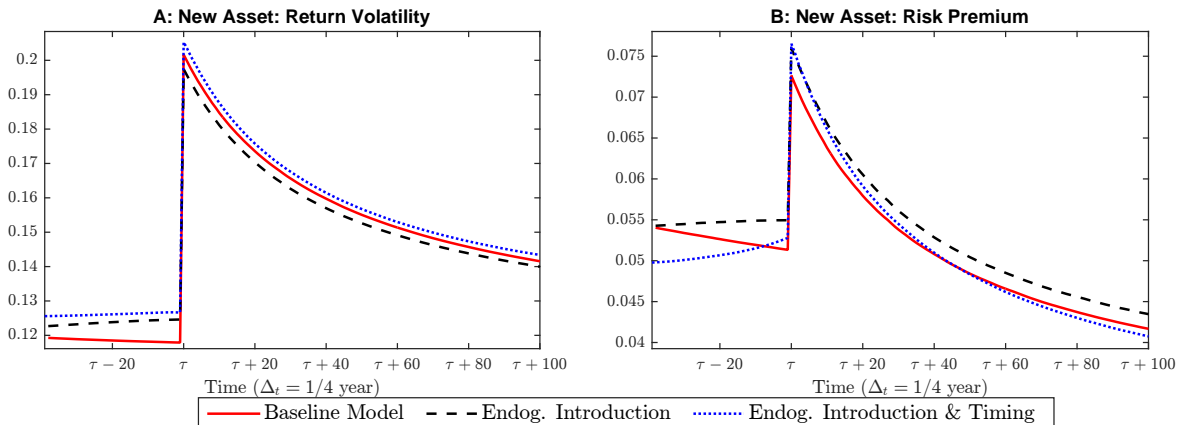 A: New Asset: Return Volatility
0.2
0.19
0.18
0.17
0.16
0.15
0.14
0.13
0.12
τ − 20 τ τ + 20 τ + 40 τ + 60 τ + 80 τ + 100
Time (Δt = 1/4 year)
B: New Asset: Risk Premium
0.075
0.07
0.065
0.06
0.055
0.05
0.045
0.04
τ − 20 τ τ + 20 τ + 40 τ + 60 τ + 80 τ + 100
Time (Δt = 1/4 year)
Baseline Model Endog. Introduction Endog. Introduction & Timing